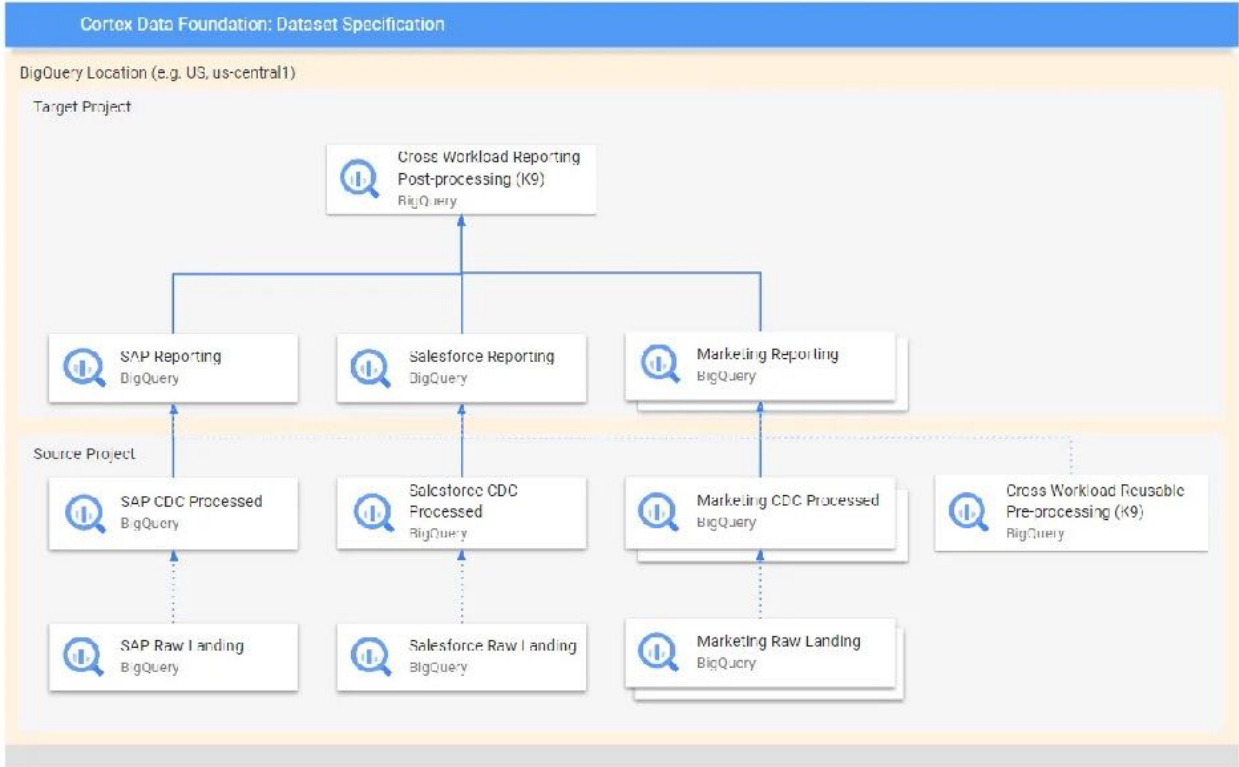 Cortex Data Foundation: Dataset Specification
BigQuery Location (e.g. US, us-central1)
Target Project
Cross Workload Reporting
Post-processing (K9)
BigQuery
SAP Reporting
BigQuery
Salesforce Reporting
BigQuery
Marketing Reporting
BigQuery
Source Project
SAP CDC Processed
BigQuery
Salesforce CDC
Processed
BigQuery
Marketing CDC Processed
BigQuery
Cross Workload Reusable
Pre-processing (K9)
BigQuery
SAP Raw Landing
BigQuery
Salesforce Raw Landing
BigQuery
Marketing Raw Landing
BigQuery